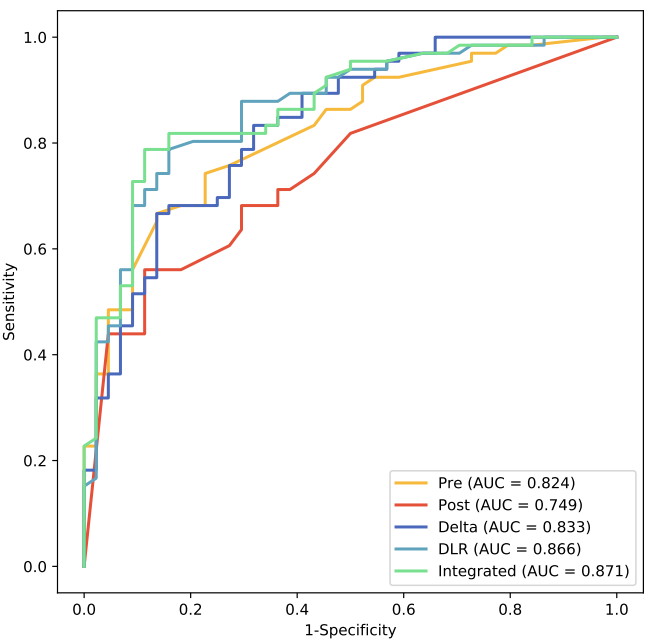 1.0
0.8
0.6
0.4
0.2
0.0
Sensitivity
0.0 0.2 0.4 0.6 0.8 1.0
1-Specificity
Pre (AUC = 0.824)
Post (AUC = 0.749)
Delta (AUC = 0.833)
DLR (AUC = 0.866)
Integrated (AUC = 0.871)